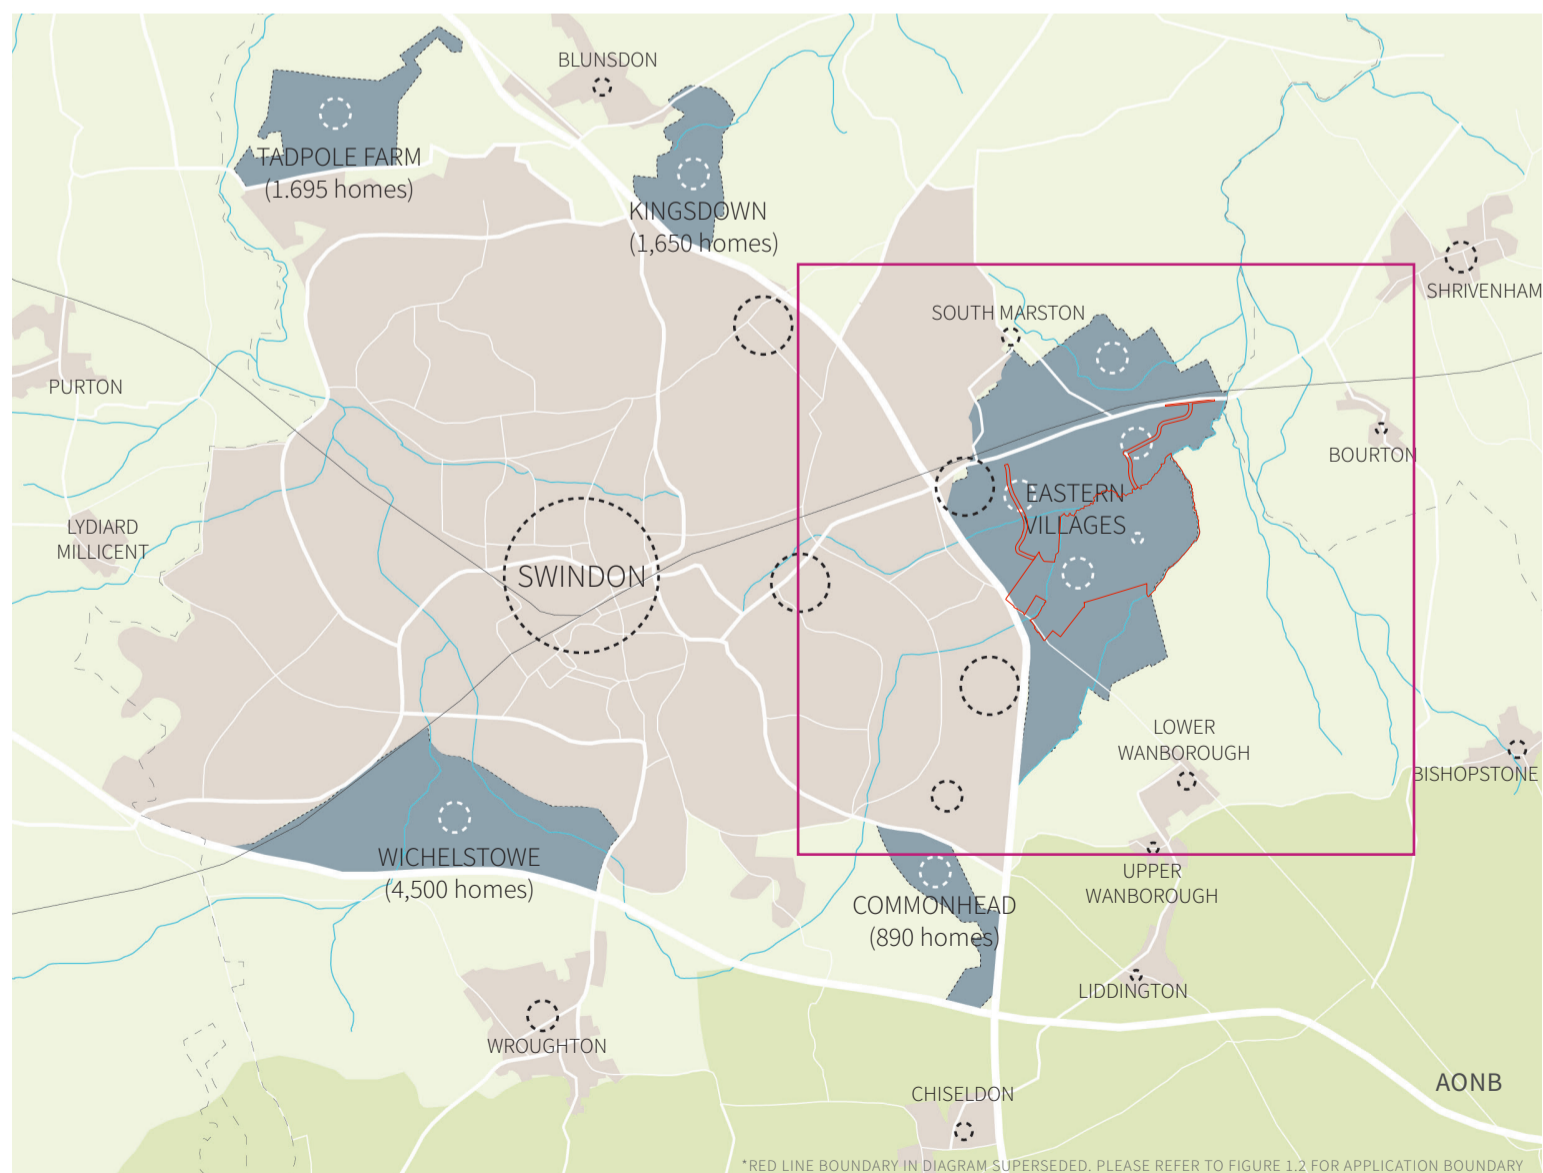 BLUNSDON
TADPOLE FARM
(1.695 homes)
KINGSDOWN
(1,650 homes)
SHRIVENHAM
SOUTH MARSTON
PURTON
BOURTON
EASTERN
VILLAGES
LYDIARD
MILLICENT
SWINDON
LOWER
WANBOROUGH
BISHOPSTONE
WICHELSTOWE
(4,500 homes)
UPPER
WANBOROUGH
COMMONHEAD
(890 homes)
LIDDINGTON
WROUGHTON
AONB
CHISELDON
*RED LINE BOUNDARY IN DIAGRAM SUPERSEDED. PLEASE REFER TO FIGURE 1.2 FOR APPLICATION BOUNDARY